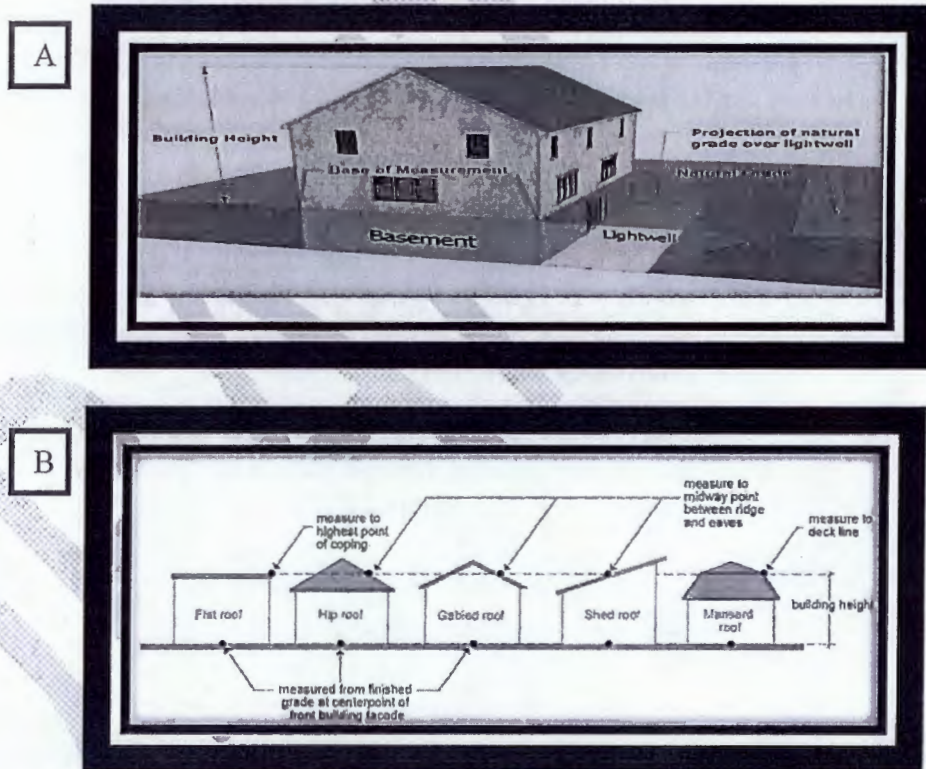 A
Building Height
Base of Measurement
Basement
Projection of natural
grade over lightwell
Natural Grade
Lightwell
B
measure to
highest point
of coping
measure to
midway point
between ridge
and eaves
measure to
deck line
Flat roof
Hip roof
Gabled roof
Shed roof
Mansard
roof
building height
measured from finished
grade at centerpoint of
front building facade